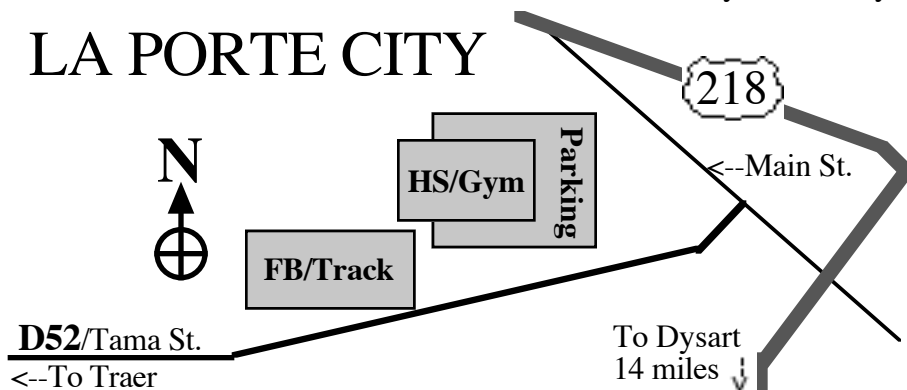 LA PORTE CITY
218
N
Parking
HS/Gym
<--Main St.
FB/Track
D52/Tama St.
<--To Traer
To Dysart
14 miles